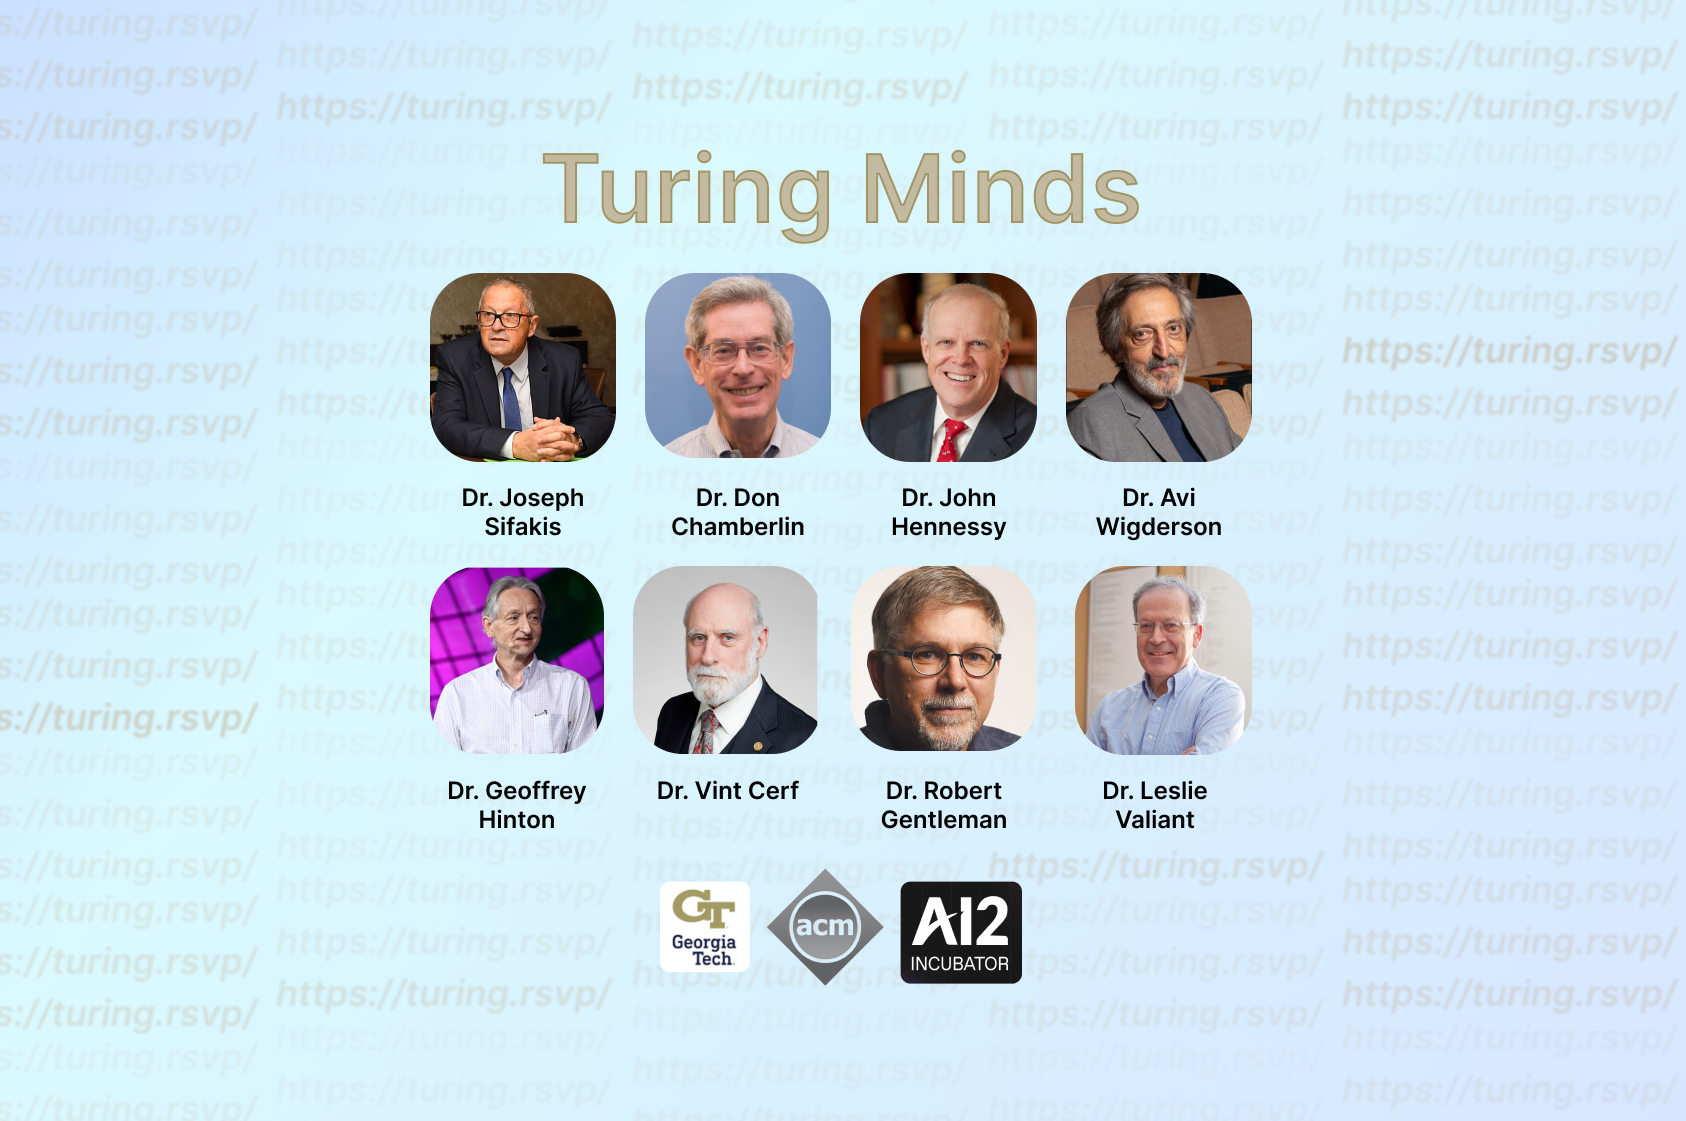 Turing Minds
Dr. Joseph
Sifakis
Dr. Don
Chamberlin
Dr. John
Hennessy
Dr. Avi
Wigderson
Dr. Geoffrey
Hinton
Dr. Vint Cerf
Dr. Robert
Gentleman
Dr. Leslie
Valiant
GT
Georgia
Tech
acm
AI2
INCUBATOR
https://turing.rsvp/